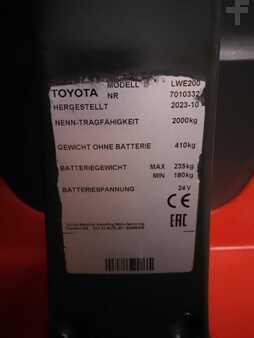 TOYOTA MODELL LWE200
NR 7010332
HERGESTELLT 2023-10
NENN-TRAGFÄHIGKEIT 2000kg
GEWICHT OHNE BATTERIE 410kg
BATTERIEGEWICHT MAX 235kg
MIN 180kg
BATTERIESPANNUNG 24V
CE EAC